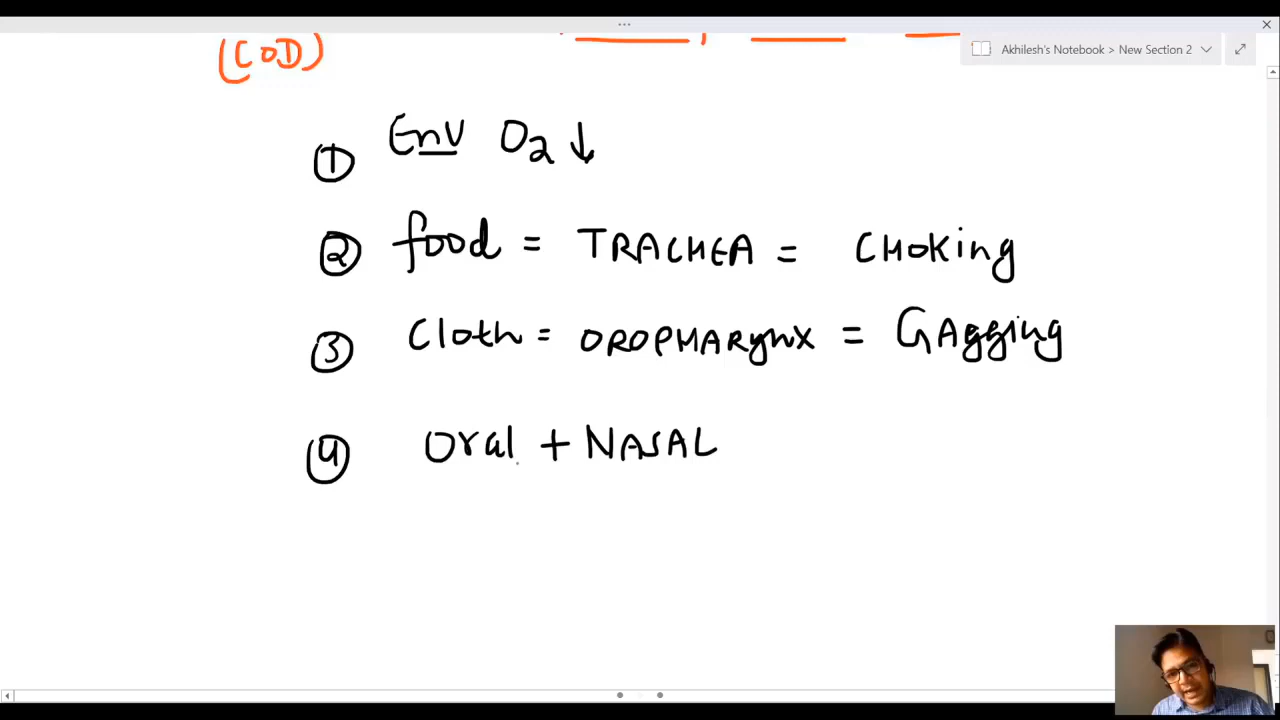 (COD)
Akhilesh's Notebook > New Section 2
① Env O2 ↓
② food = TRACHEA = CHOKing
③ Cloth = OROPHARynx = GAgging
④ Oral + NASAL